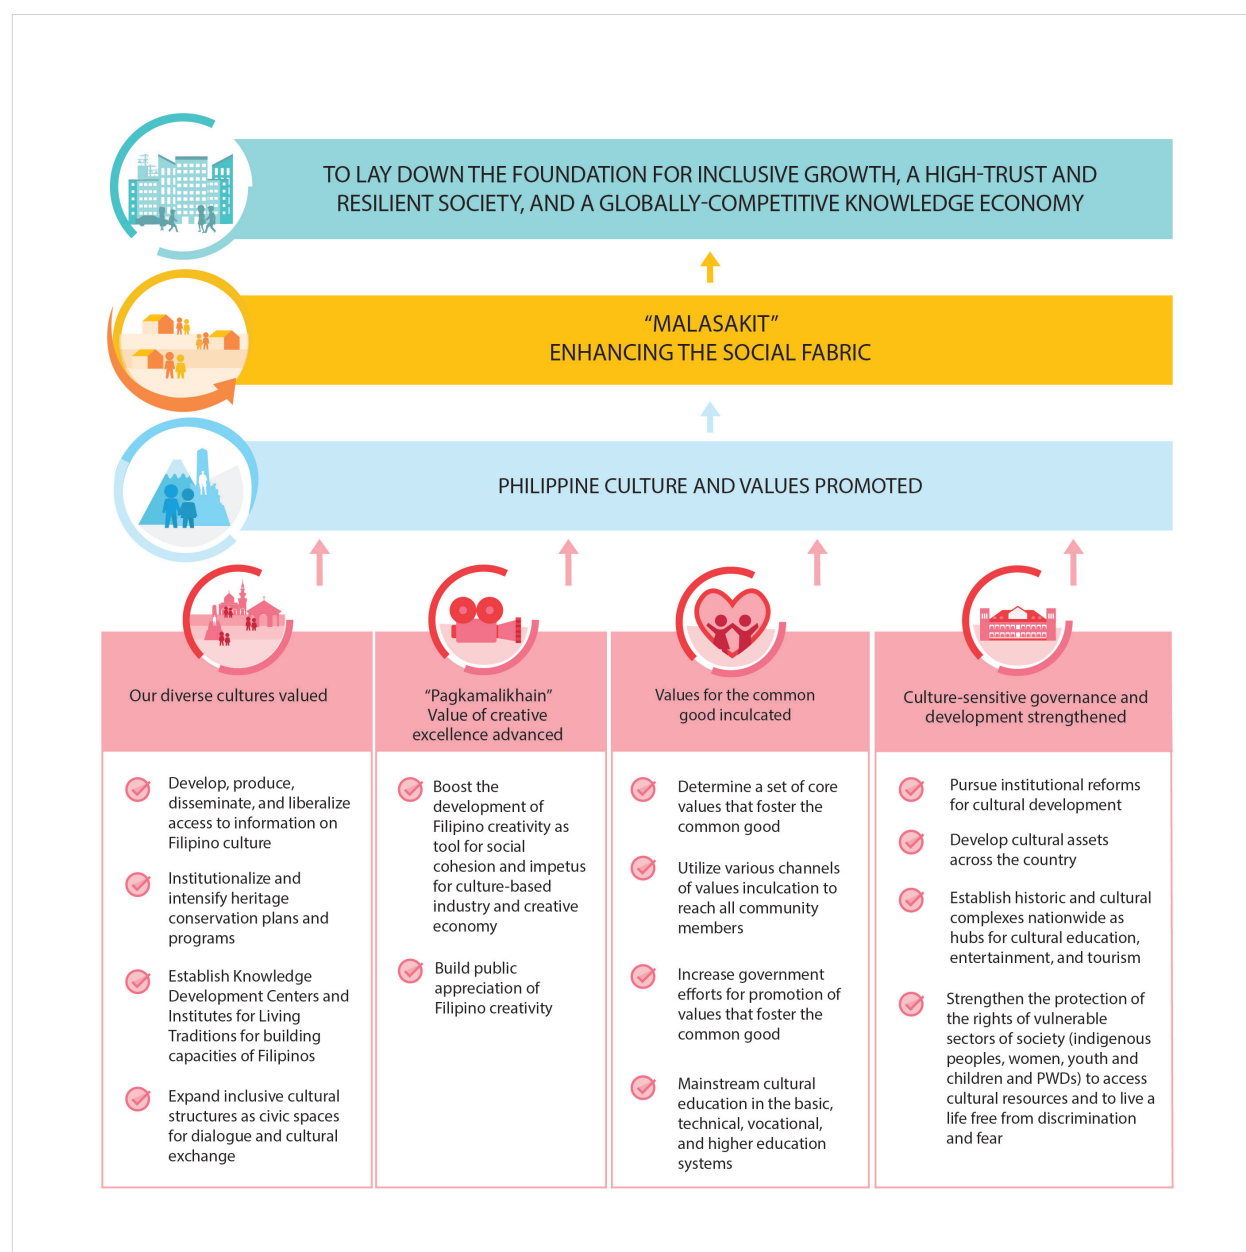 TO LAY DOWN THE FOUNDATION FOR INCLUSIVE GROWTH, A HIGH-TRUST AND
RESILIENT SOCIETY, AND A GLOBALLY-COMPETITIVE KNOWLEDGE ECONOMY
“MALASAKIT”
ENHANCING THE SOCIAL FABRIC
PHILIPPINE CULTURE AND VALUES PROMOTED
Our diverse cultures valued
Develop, produce,
disseminate, and liberalize
access to information on
Filipino culture
Institutionalize and
intensify heritage
conservation plans and
programs
Establish Knowledge
Development Centers and
Institutes for Living
Traditions for building
capacities of Filipinos
Expand inclusive cultural
structures as civic spaces
for dialogue and cultural
exchange
“Pagkamalikhain”
Value of creative
excellence advanced
Boost the
development of
Filipino creativity as
tool for social
cohesion and impetus
for culture-based
industry and creative
economy
Build public
appreciation of
Filipino creativity
Values for the common
good inculcated
Determine a set of core
values that foster the
common good
Utilize various channels
of values inculcation to
reach all community
members
Increase government
efforts for promotion of
values that foster the
common good
Mainstream cultural
education in the basic,
technical, vocational,
and higher education
systems
Culture-sensitive governance and
development strengthened
Pursue institutional reforms
for cultural development
Develop cultural assets
across the country
Establish historic and cultural
complexes nationwide as
hubs for cultural education,
entertainment, and tourism
Strengthen the protection of
the rights of vulnerable
sectors of society (indigenous
peoples, women, youth and
children and PWDs) to access
cultural resources and to live a
life free from discrimination
and fear